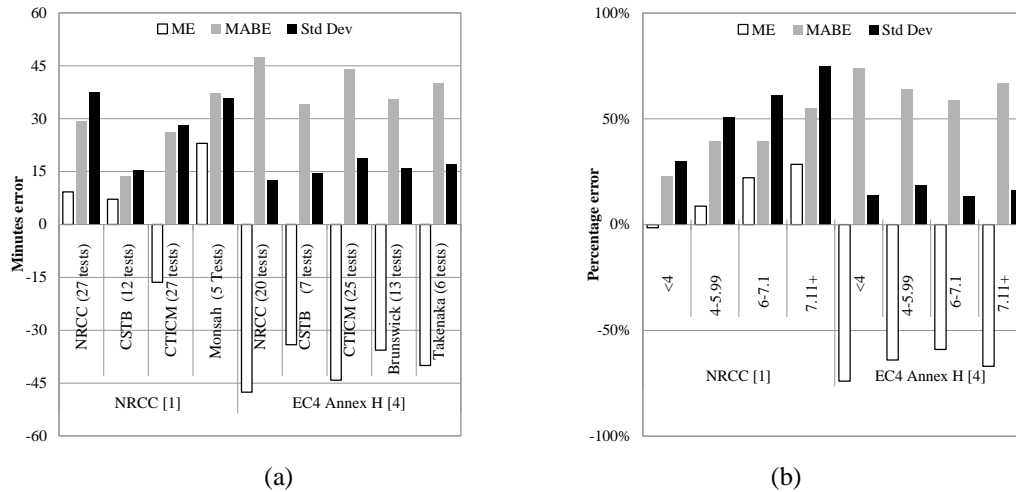 60
45
30
15
0
-15
-30
-45
-60
Minutes error
ME MABE Std Dev
NRCC (27 tests)
CSTB (12 tests)
CTICM (27 tests)
Monsah (5 Tests)
NRCC (20 tests)
CSTB (7 tests)
CTICM (25 tests)
Brunswick (13 tests)
Takenaka (6 tests)
NRCC [1] EC4 Annex H [4]
(a)
100%
50%
0%
-50%
-100%
Percentage error
ME MABE Std Dev
<4
4-5.99
6-7.1
7.11+
<4
4-5.99
6-7.1
7.11+
NRCC [1] EC4 Annex H [4]
(b)